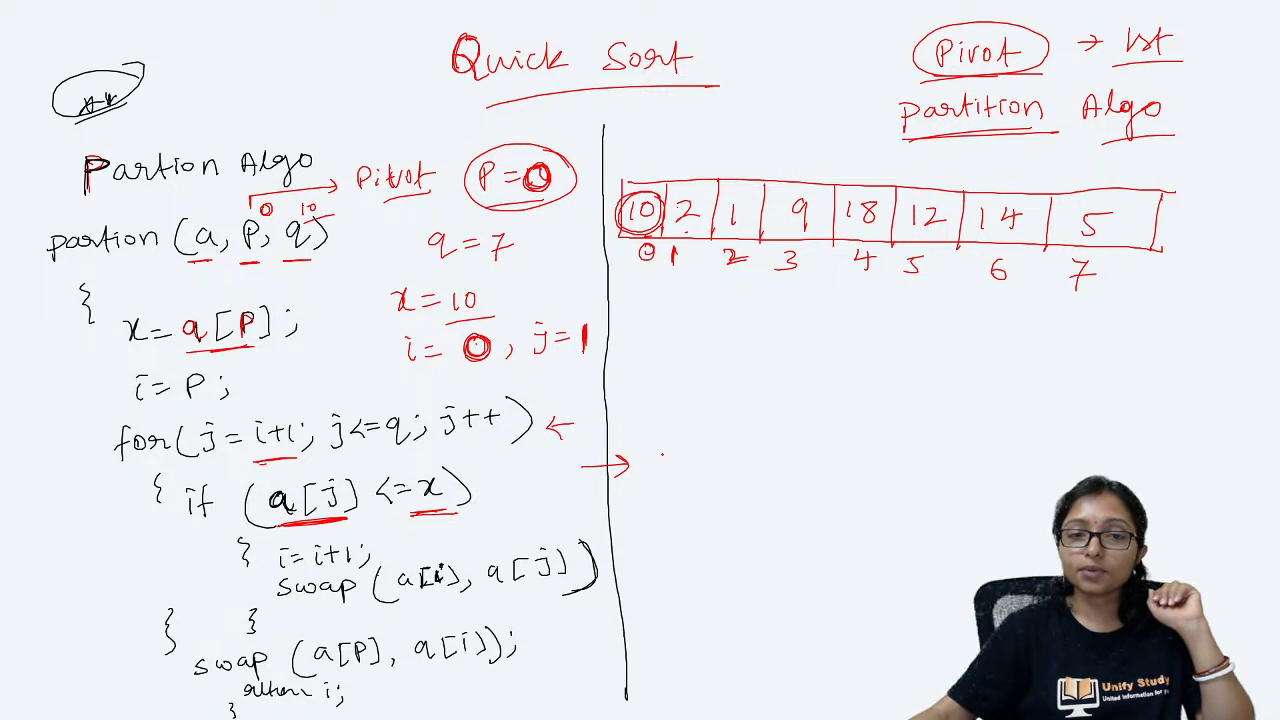 Quick Sort
Pivot → 1st
Partition Algo
Partion Algo
Pivot
P = 0
0 10
partion (a, p, q)
q = 7
{
x = a[P];
x = 10
i = 0, j = 1
i = P;
for (j = i+1; j <= q; j++) ←
{ if (a[j] <= x)
{ i = i+1;
swap (a[i], a[j])
}
}
swap (a[P], a[i]);
return i;
}
→
10 2 1 9 18 12 14 5
0 1 2 3 4 5 6 7
Unify Study